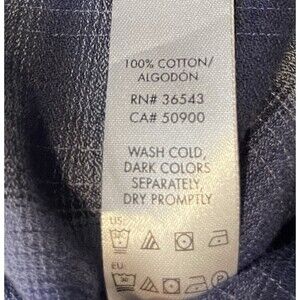 100% COTTON/
ALGODÓN
RN# 36543
CA# 50900
WASH COLD,
DARK COLORS
SEPARATELY,
DRY PROMPTLY
US:
EU: